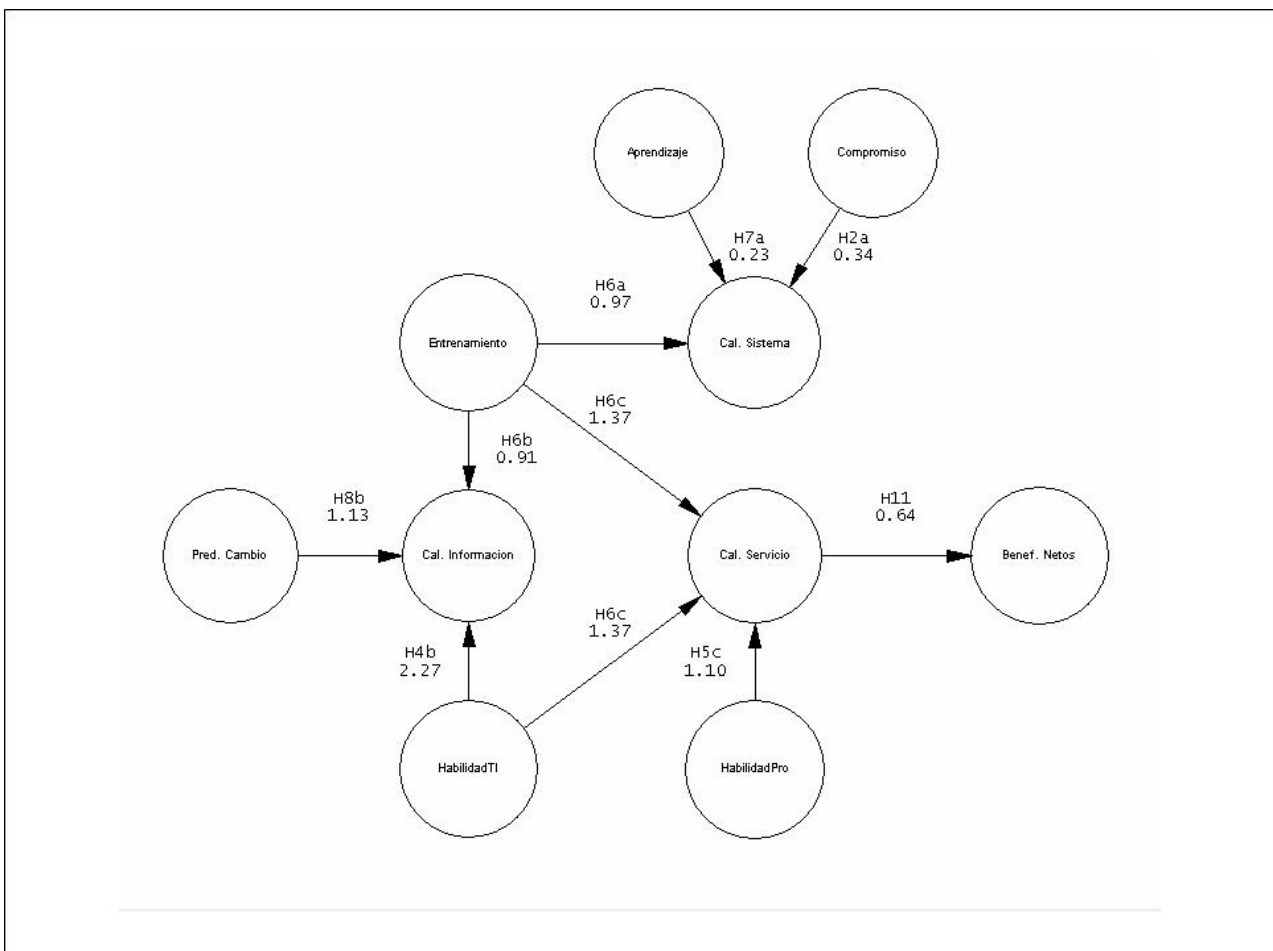 Aprendizaje
Compromiso
H7a
0.23
H2a
0.34
H6a
0.97
Entrenamiento
Cal. Sistema
H6c
1.37
H6b
0.91
H8b
1.13
H11
0.64
Pred. Cambio
Cal. Informacion
Cal. Servicio
Benef. Netos
H6c
1.37
H4b
2.27
H5c
1.10
HabilidadTI
HabilidadPro